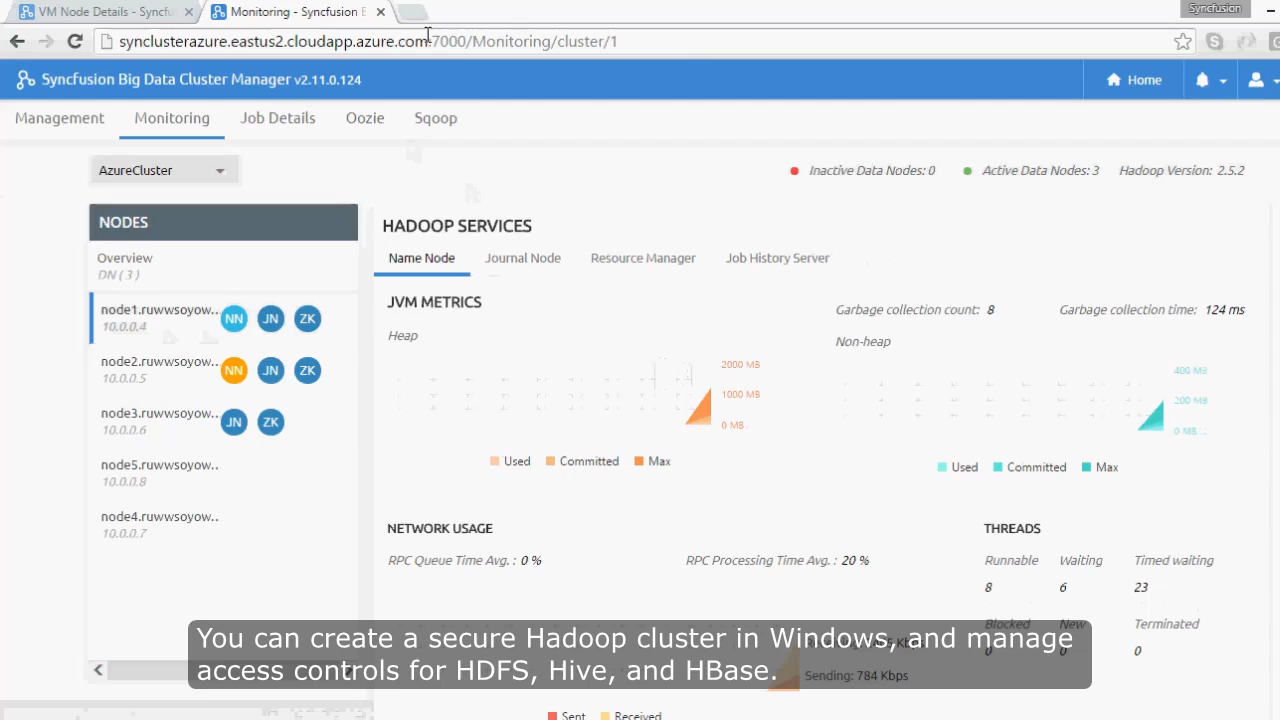 VM Node Details - Syncfu
Monitoring - Syncfusion E
Syncfusion
synclusterazure.eastus2.cloudapp.azure.com:7000/Monitoring/cluster/1
Syncfusion Big Data Cluster Manager v2.11.0.124
Home
Management
Monitoring
Job Details
Oozie
Sqoop
AzureCluster
Inactive Data Nodes: 0
Active Data Nodes: 3
Hadoop Version: 2.5.2
NODES
Overview
DN ( 3 )
node1.ruwwsoyow...
10.0.0.4
NN
JN
ZK
node2.ruwwsoyow...
10.0.0.5
NN
JN
ZK
node3.ruwwsoyow...
10.0.0.6
JN
ZK
node5.ruwwsoyow..
10.0.0.8
node4.ruwwsoyow..
10.0.0.7
HADOOP SERVICES
Name Node
Journal Node
Resource Manager
Job History Server
JVM METRICS
Garbage collection count: 8
Garbage collection time: 124 ms
Heap
Non-heap
2000 MB
1000 MB
0 MB
400 MB
200 MB
0 MB
Used
Committed
Max
Used
Committed
Max
NETWORK USAGE
THREADS
RPC Queue Time Avg. : 0 %
RPC Processing Time Avg. : 20 %
Runnable
Waiting
Timed waiting
8
6
23
Blocked
New
Terminated
0
0
0
Kbps
Sending: 784 Kbps
Sent
Received
You can create a secure Hadoop cluster in Windows, and manage
access controls for HDFS, Hive, and HBase.